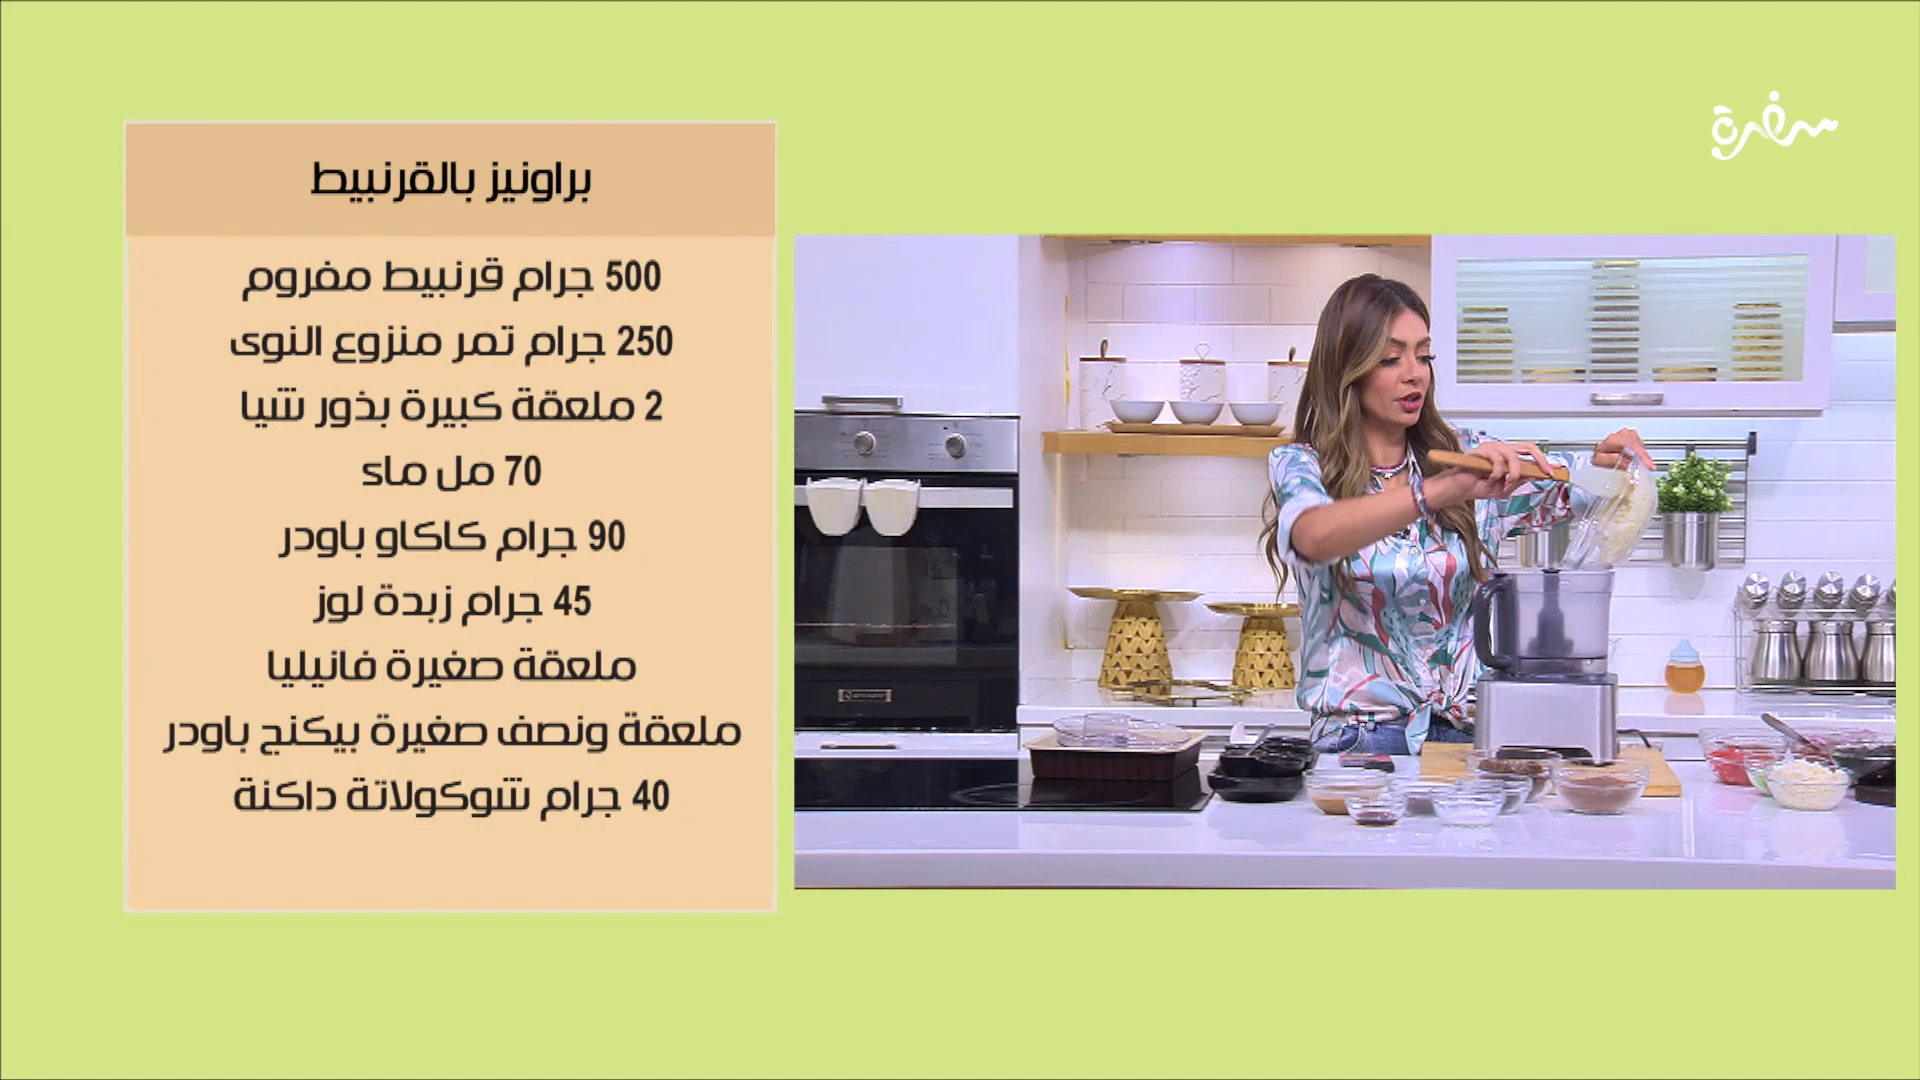 سفرة
براونيز بالقرنبيط
500 جرام قرنبيط مفروم
250 جرام تمر منزوع النوى
2 ملعقة كبيرة بذور شيا
70 مل ماء
90 جرام كاكاو باودر
45 جرام زبدة لوز
ملعقة صغيرة فانيليا
ملعقة ونصف صغيرة بيكنج باودر
40 جرام شوكولاتة داكنة